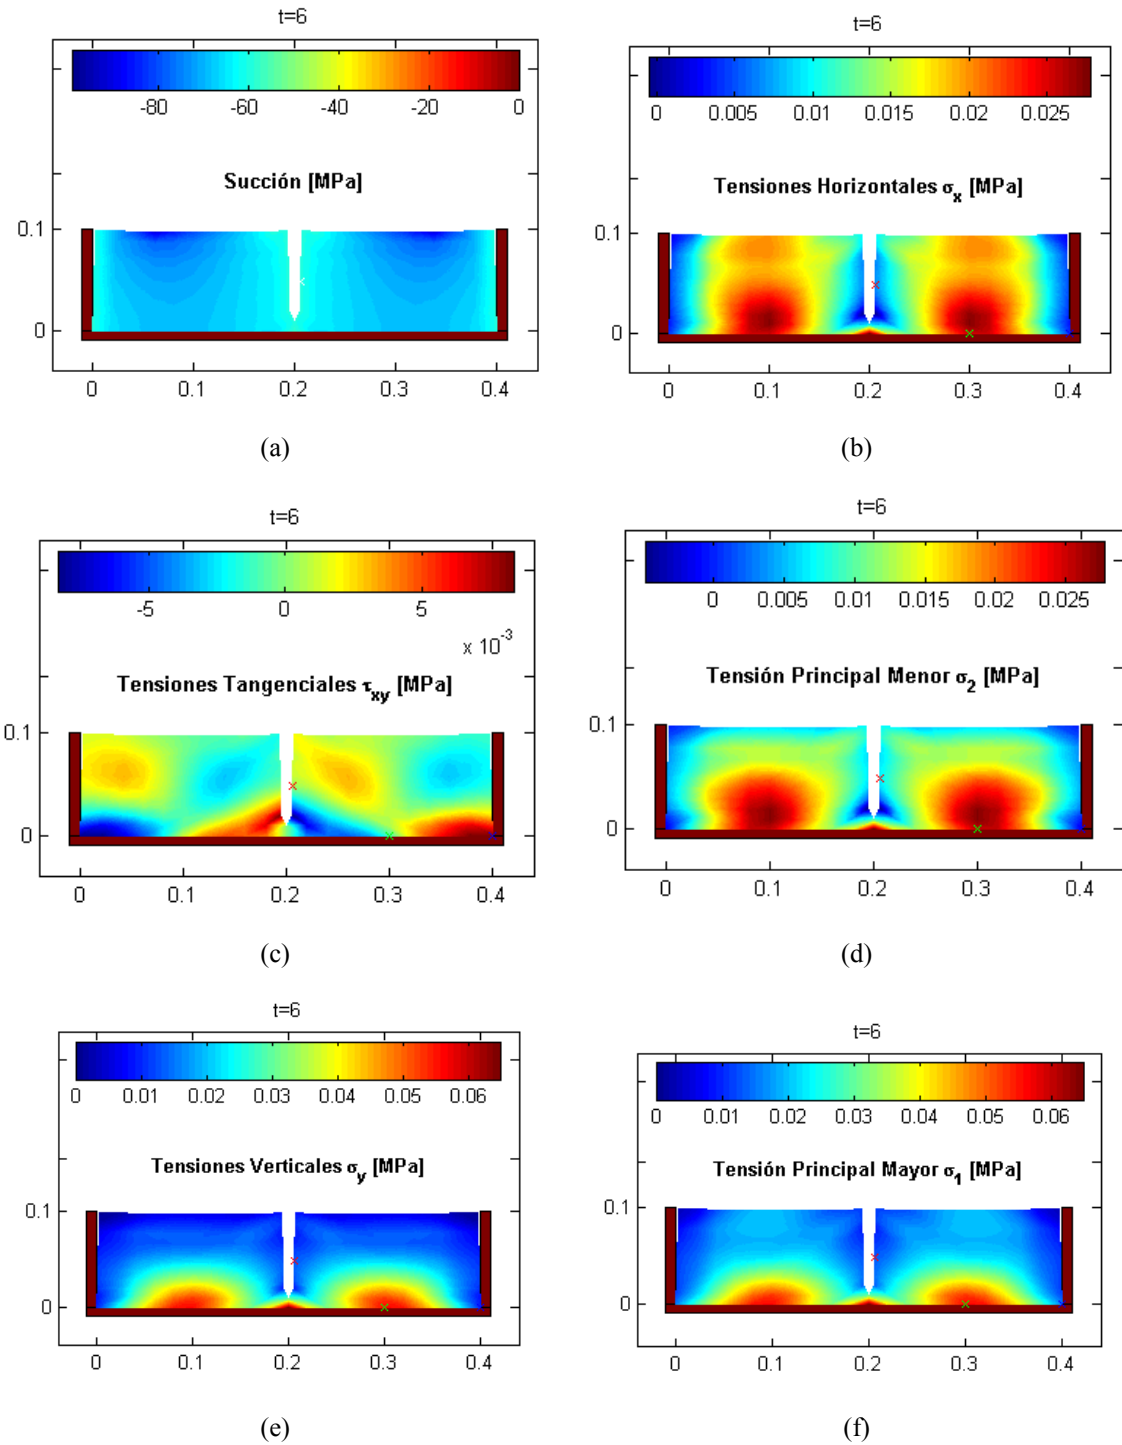 t=6
-80 -60 -40 -20 0
Succión [MPa]
0.1
0
0 0.1 0.2 0.3 0.4
(a)
t=6
0 0.005 0.01 0.015 0.02 0.025
Tensiones Horizontales σx [MPa]
0.1
0
0 0.1 0.2 0.3 0.4
(b)
t=6
-5 0 5
x 10-3
Tensiones Tangenciales τxy [MPa]
0.1
0
0 0.1 0.2 0.3 0.4
(c)
t=6
0 0.005 0.01 0.015 0.02 0.025
Tensión Principal Menor σ2 [MPa]
0.1
0
0 0.1 0.2 0.3 0.4
(d)
t=6
0 0.01 0.02 0.03 0.04 0.05 0.06
Tensiones Verticales σy [MPa]
0.1
0
0 0.1 0.2 0.3 0.4
(e)
t=6
0 0.01 0.02 0.03 0.04 0.05 0.06
Tensión Principal Mayor σ1 [MPa]
0.1
0
0 0.1 0.2 0.3 0.4
(f)